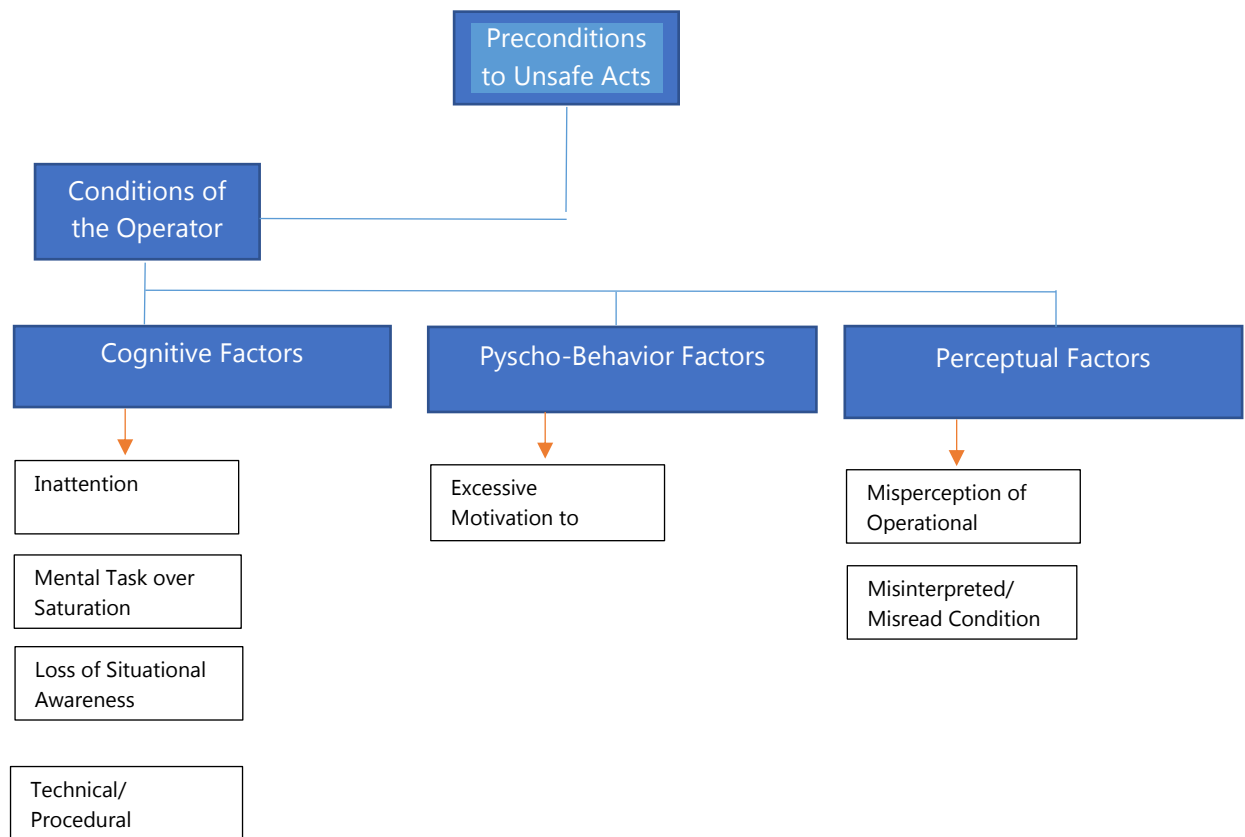 Preconditions
to Unsafe Acts
Conditions of
the Operator
Cognitive Factors
Pyscho-Behavior Factors
Perceptual Factors
Inattention
Mental Task over
Saturation
Loss of Situational
Awareness
Technical/
Procedural
Excessive
Motivation to
Misperception of
Operational
Misinterpreted/
Misread Condition